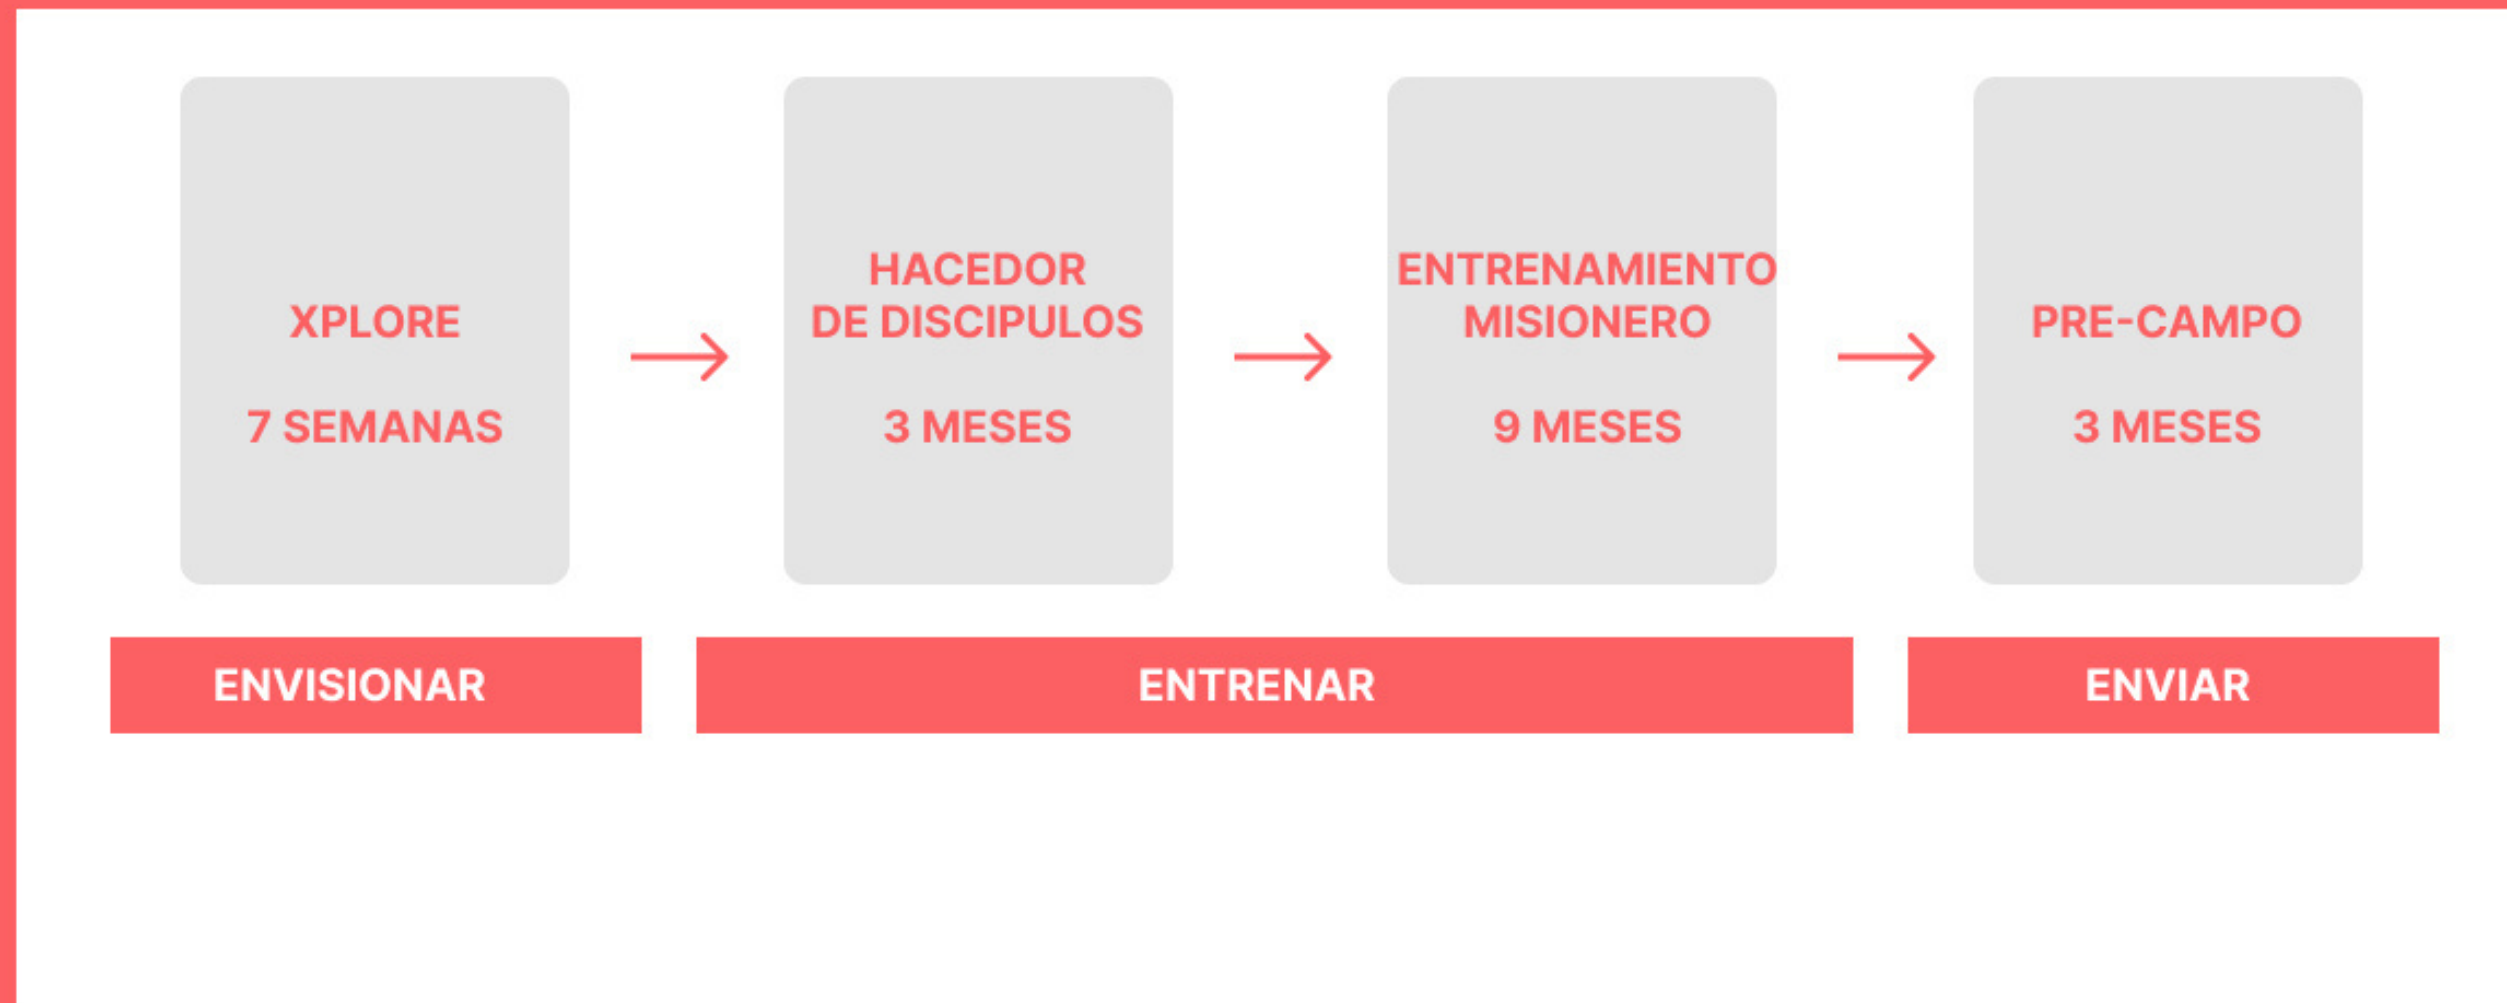 XPLORE
7 SEMANAS
HACEDOR
DE DISCIPULOS
3 MESES
ENTRENAMIENTO
MISIONERO
9 MESES
PRE-CAMPO
3 MESES
ENVISIONAR
ENTRENAR
ENVIAR